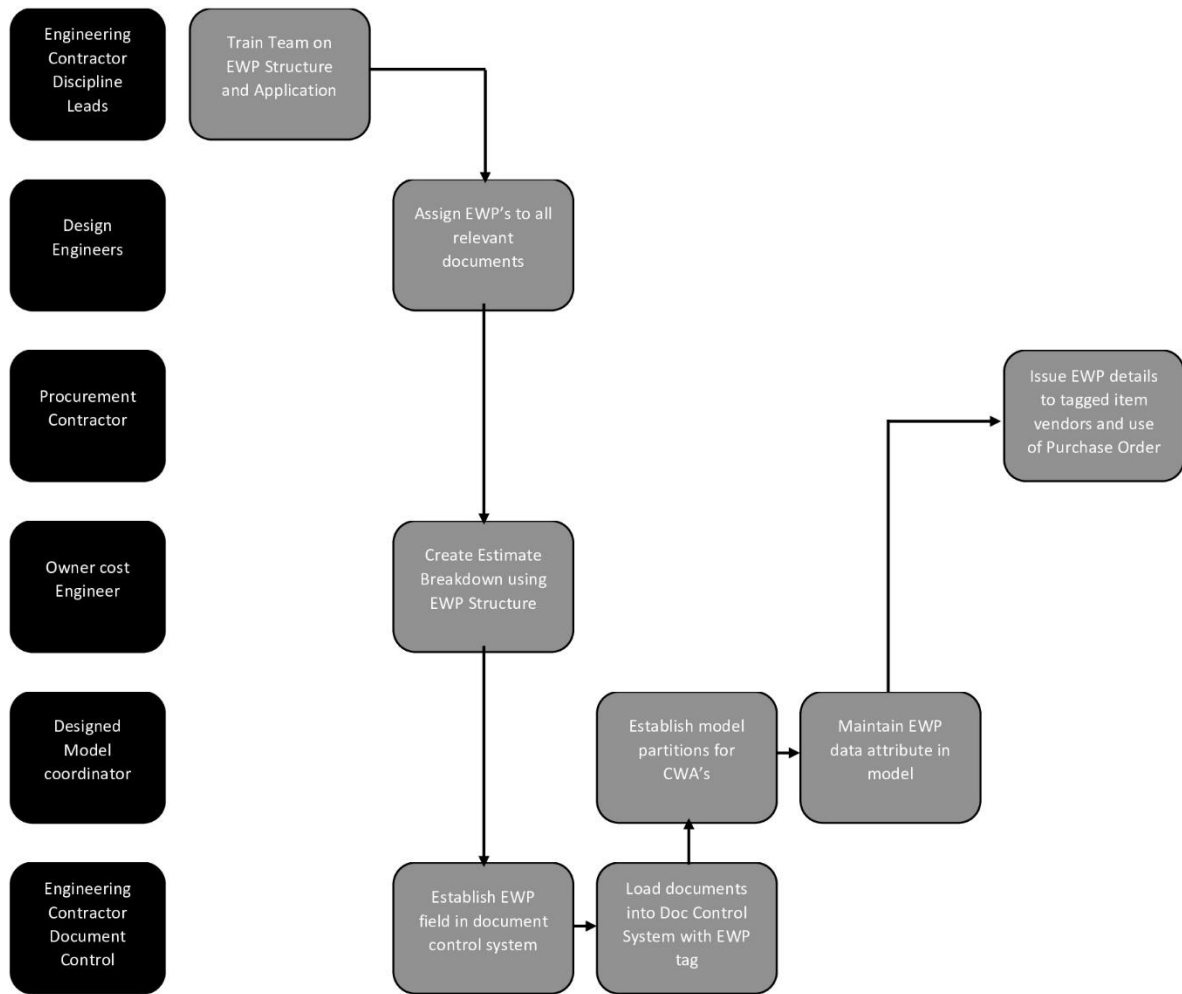 Engineering
Contractor
Discipline
Leads
Train Team on
EWP Structure
and Application
Design
Engineers
Assign EWP’s to all
relevant
documents
Procurement
Contractor
Issue EWP details
to tagged item
vendors and use
of Purchase Order
Owner cost
Engineer
Create Estimate
Breakdown using
EWP Structure
Designed
Model
coordinator
Establish model
partitions for
CWA’s
Maintain EWP
data attribute in
model
Engineering
Contractor
Document
Control
Establish EWP
field in document
control system
Load documents
into Doc Control
System with EWP
tag